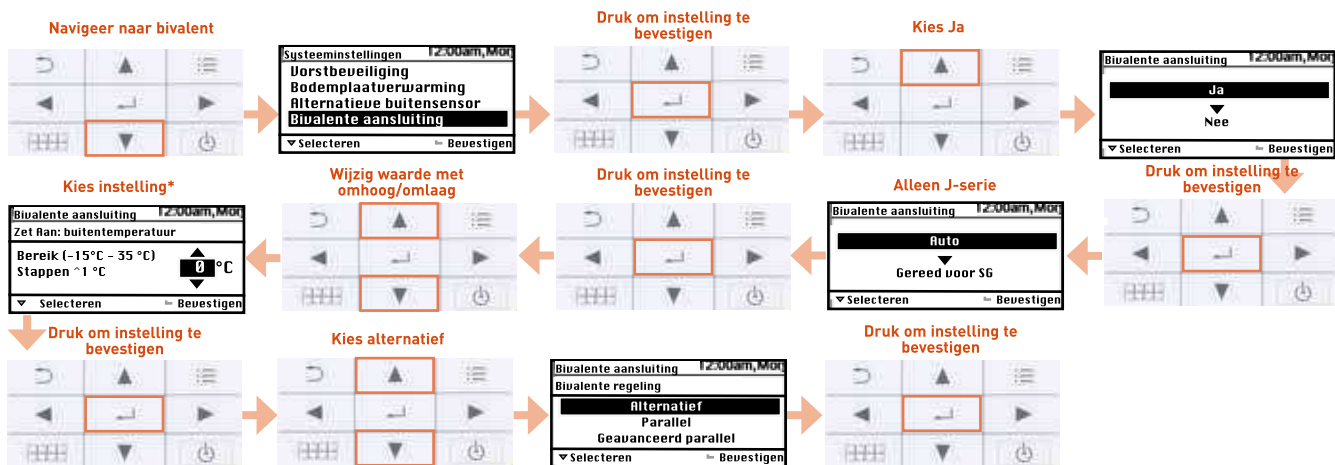 Navigeer naar bivalent
Systeeminstellingen 12:00am,Mon
Vorstbeveiliging
Bodemplaatverwarming
Alternatieve buitensensor
Bivalente aansluiting
Selecteren Bevestigen
Druk om instelling te
bevestigen
Kies Ja
Bivalente aansluiting 12:00am,Mon
Ja
Nee
Selecteren Bevestigen
Druk om instelling te
bevestigen
Alleen J-serie
Bivalente aansluiting 12:00am,Mon
Auto
Gereed voor SG
Selecteren Bevestigen
Druk om instelling te
bevestigen
Wijzig waarde met
omhoog/omlaag
Kies instelling*
Bivalente aansluiting 12:00am,Mon
Zet Aan: buitentemperatuur
Bereik (-15°C - 35 °C)
Stappen ^1 °C
0 °C
Selecteren Bevestigen
Druk om instelling te
bevestigen
Kies alternatief
Bivalente aansluiting 12:00am,Mon
Bivalente regeling
Alternatief
Parallel
Geavanceerd parallel
Selecteren Bevestigen
Druk om instelling te
bevestigen